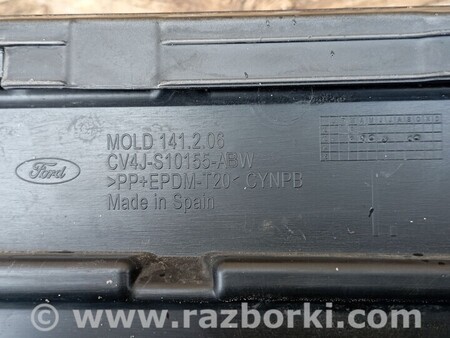 MOLD 141.2.06
CV4J-S10155-ABW
Ford
>PP+EPDM-T20< CYNPB
Made in Spain
www.razborki.com